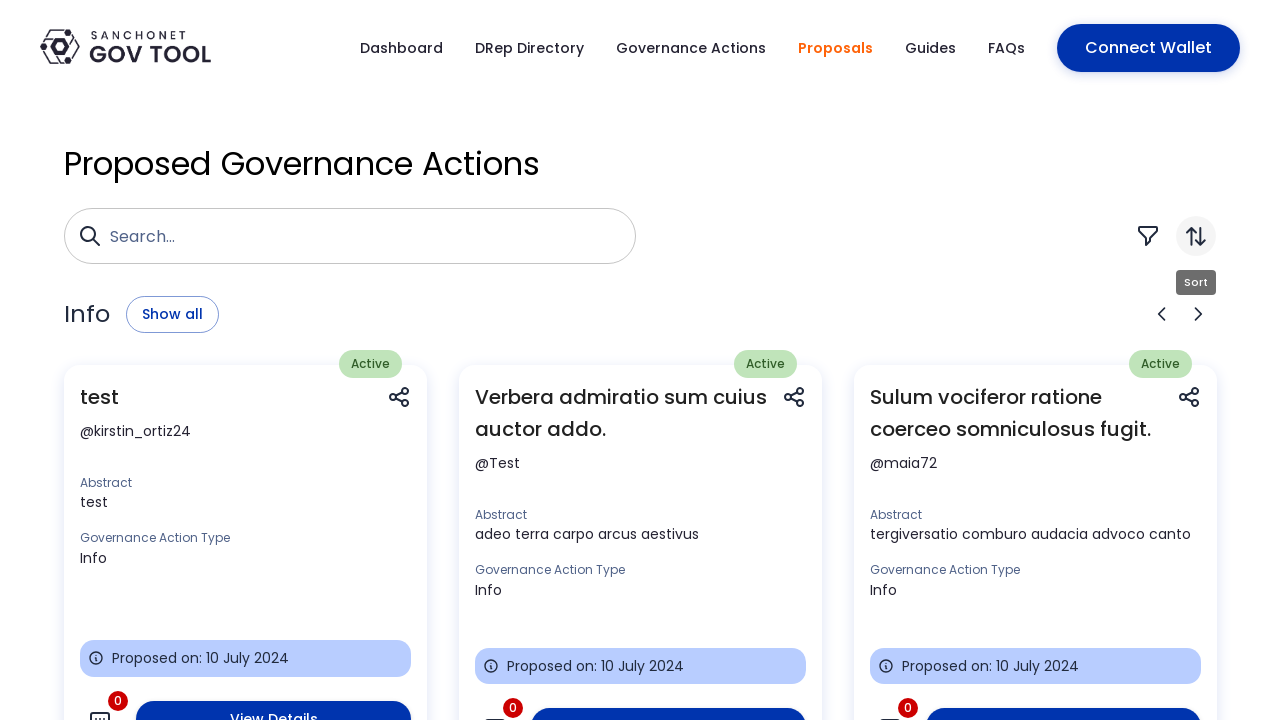 SANCHONET
GOV TOOL
Dashboard
DRep Directory
Governance Actions
Proposals
Guides
FAQs
Connect Wallet
Proposed Governance Actions
Search...
Sort
Info
Show all
Active
test
@kirstin_ortiz24
Abstract
test
Governance Action Type
Info
Proposed on: 10 July 2024
0
View Details
Active
Verbera admiratio sum cuius
auctor addo.
@Test
Abstract
adeo terra carpo arcus aestivus
Governance Action Type
Info
Proposed on: 10 July 2024
0
Active
Sulum vociferor ratione
coerceo somniculosus fugit.
@maia72
Abstract
tergiversatio comburo audacia advoco canto
Governance Action Type
Info
Proposed on: 10 July 2024
0